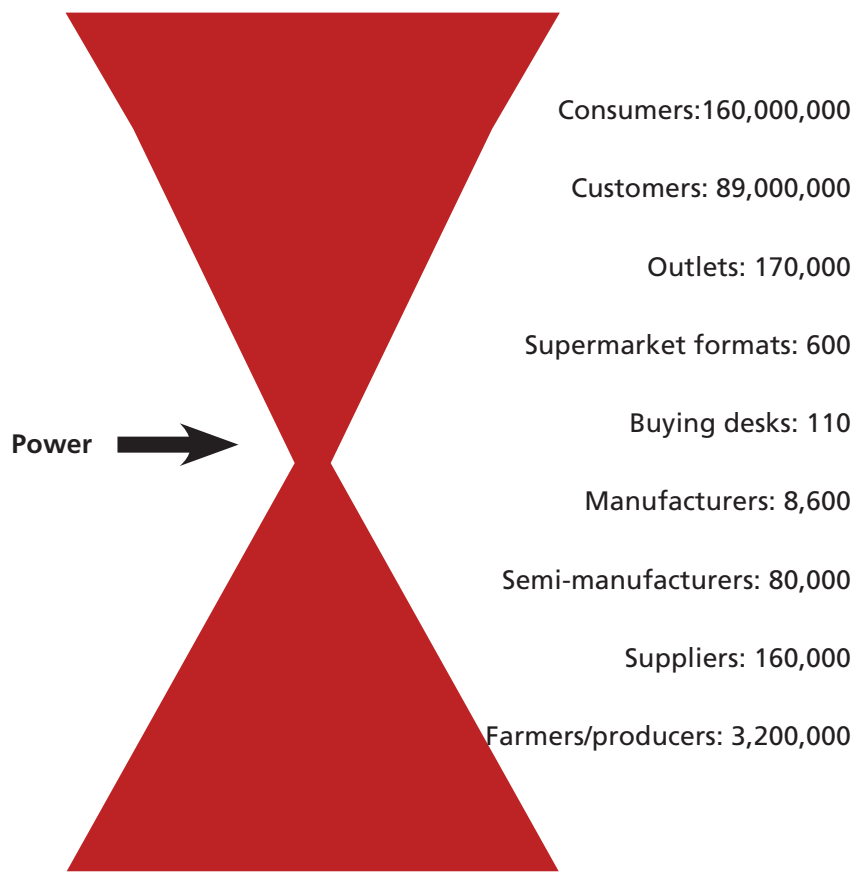 Consumers:160,000,000
Customers: 89,000,000
Outlets: 170,000
Supermarket formats: 600
Buying desks: 110
Power
Manufacturers: 8,600
Semi-manufacturers: 80,000
Suppliers: 160,000
Farmers/producers: 3,200,000